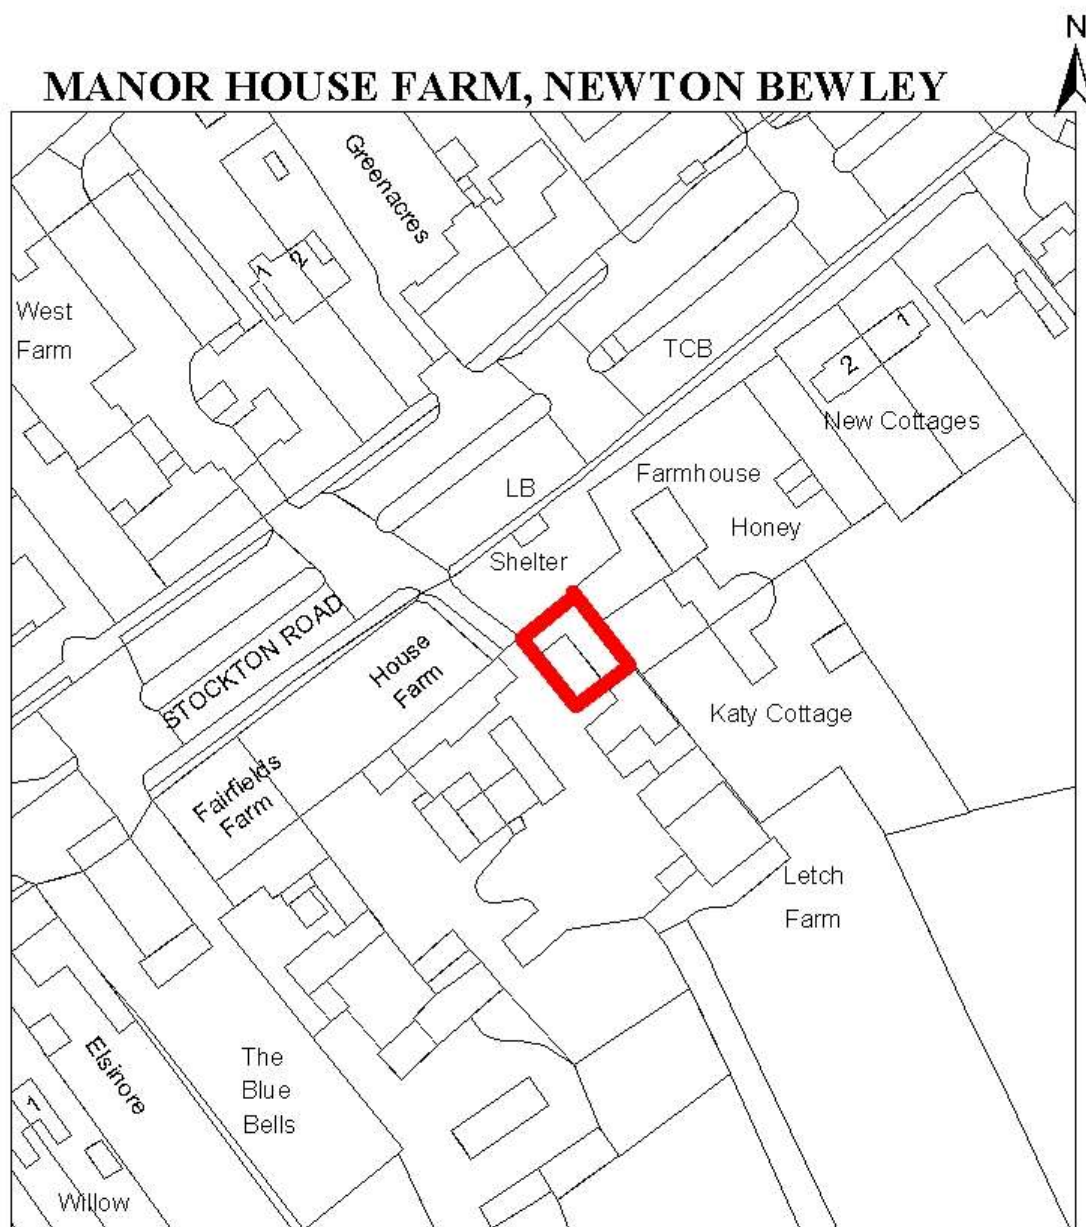 N
MANOR HOUSE FARM, NEWTON BEWLEY
Greenacres
1
2
West
Farm
TCB
1
2
New Cottages
LB
Farmhouse
Honey
Shelter
STOCKTON ROAD
House
Farm
Katy Cottage
Fairfields
Farm
Letch
Farm
Elsinore
The
Blue
Bells
1
Willow